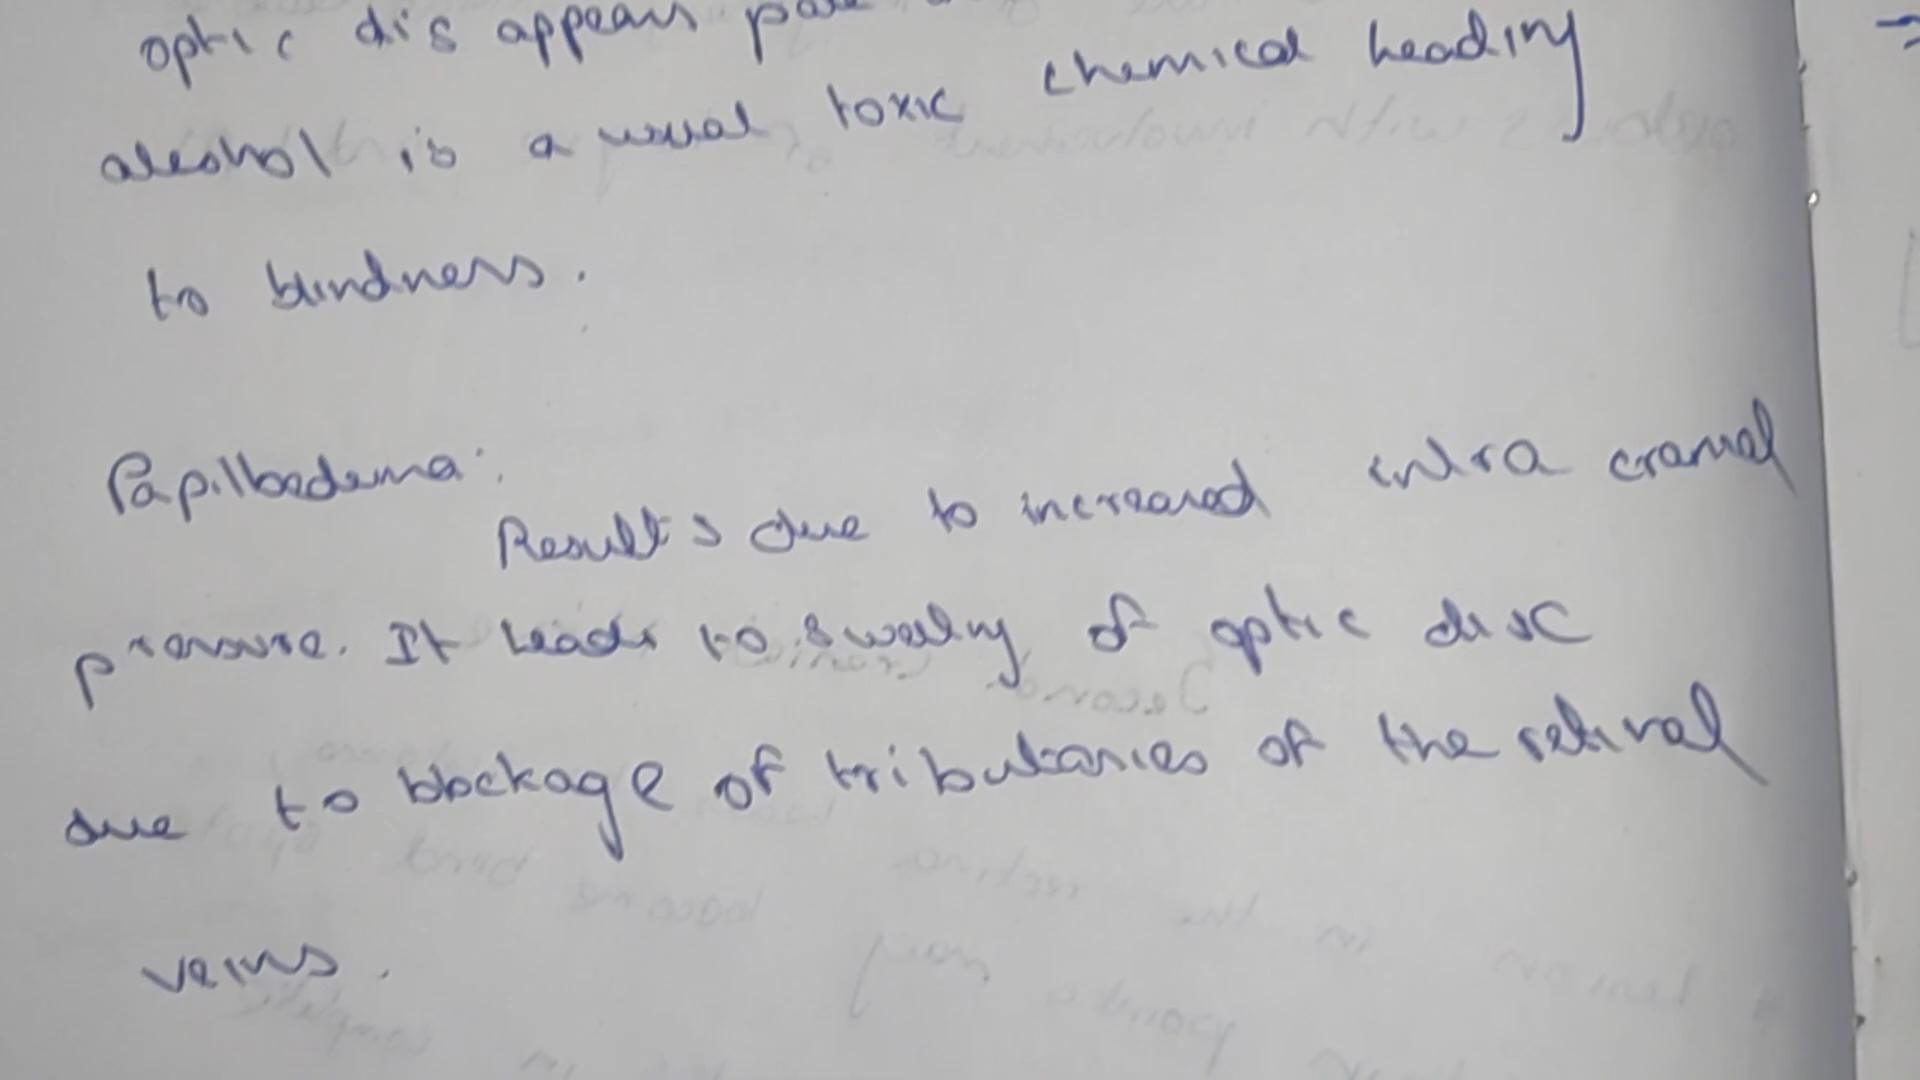 optic dis appears pale
alcohol is a usual toxic chemical leading
to blindness.
Papilloedema:
Results due to increased intra cranial
pressure. It leads to swelling of optic disc
due to blockage of tributaries of the retinal
veins.